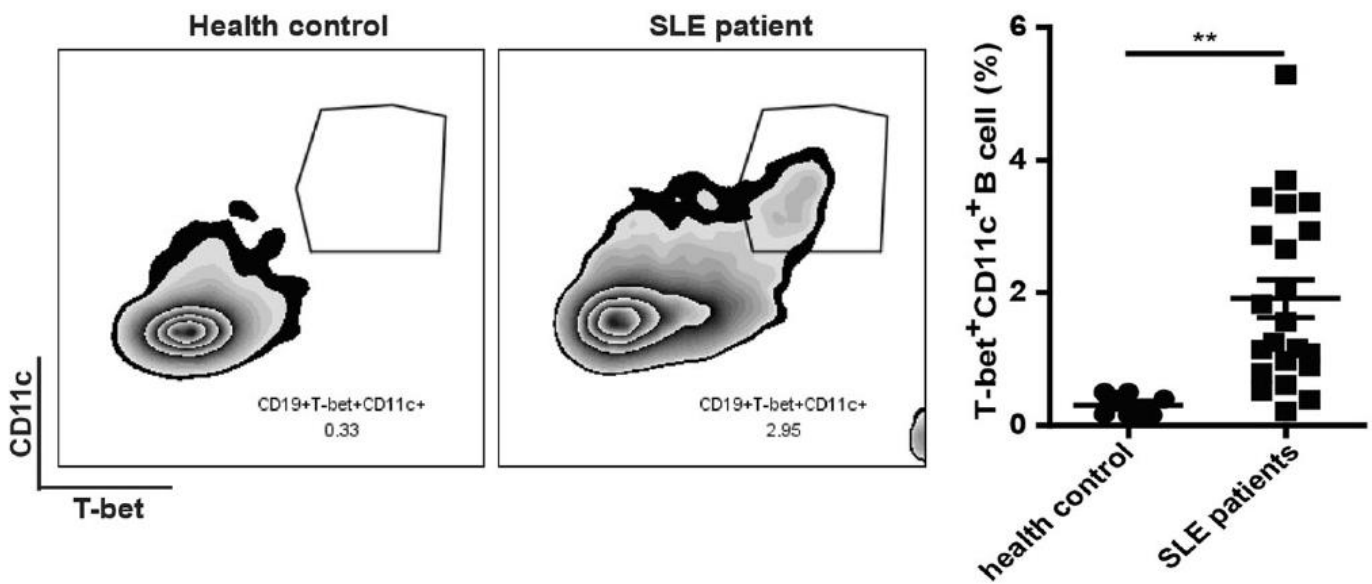 Health control
SLE patient
CD11c
T-bet
CD19+T-bet+CD11c+
0.33
CD19+T-bet+CD11c+
2.95
T-bet⁺CD11c⁺B cell (%)
6
4
2
0
**
health control
SLE patients